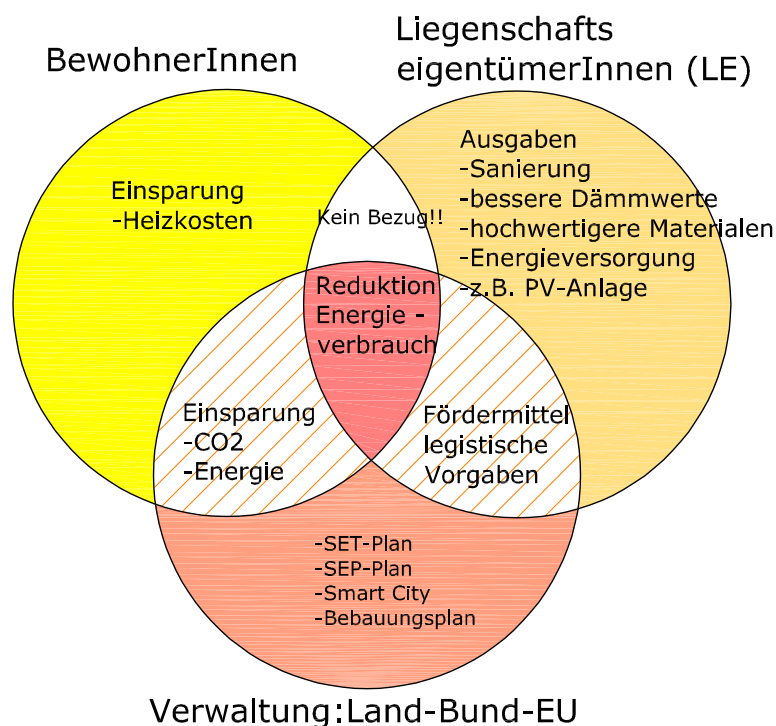 BewohnerInnen
Liegenschafts
eigentümerInnen (LE)
Einsparung
-Heizkosten
Kein Bezug!!
Ausgaben
-Sanierung
-bessere Dämmwerte
-hochwertigere Materialen
-Energieversorgung
-z.B. PV-Anlage
Reduktion
Energie -
verbrauch
Einsparung
-CO2
-Energie
Fördermittel
legistische
Vorgaben
-SET-Plan
-SEP-Plan
-Smart City
-Bebauungsplan
Verwaltung:Land-Bund-EU